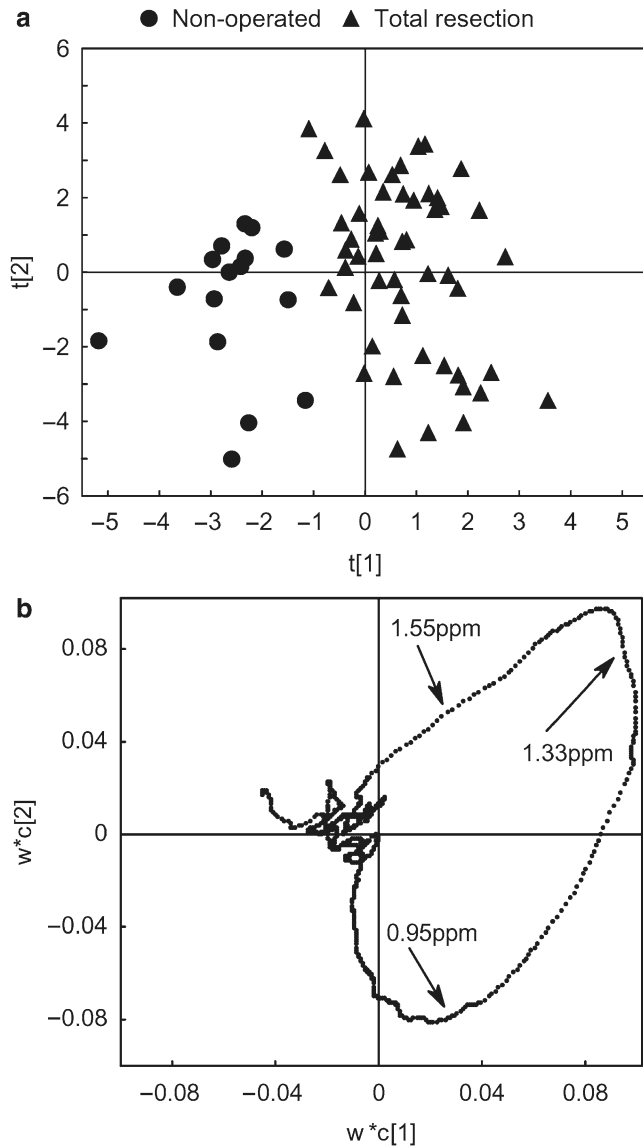 a ● Non-operated ▲ Total resection
6
4
2
0
−2
−4
−6
t[2]
−5 −4 −3 −2 −1 0 1 2 3 4 5
t[1]
b
0.08
0.04
0
−0.04
−0.08
w*c[2]
1.55ppm
1.33ppm
0.95ppm
−0.08 −0.04 0 0.04 0.08
w*c[1]